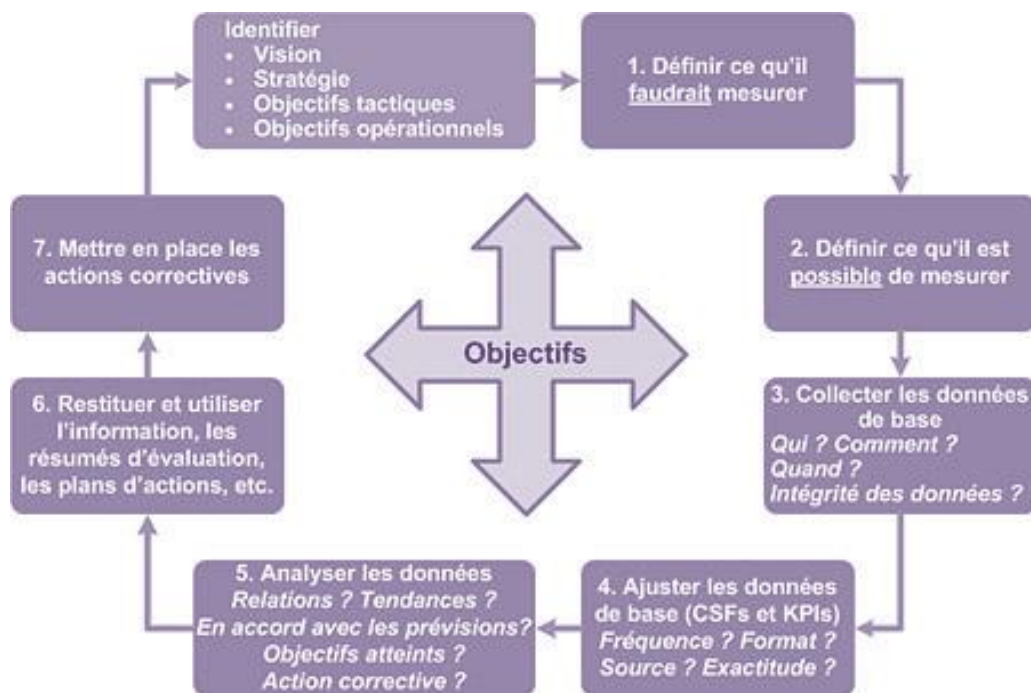 Identifier
• Vision
• Stratégie
• Objectifs tactiques
• Objectifs opérationnels
1. Définir ce qu'il
faudrait mesurer
2. Définir ce qu'il est
possible de mesurer
3. Collecter les données
de base
Qui ? Comment ?
Quand ?
Intégrité des données ?
4. Ajuster les données
de base (CSFs et KPIs)
Fréquence ? Format ?
Source ? Exactitude ?
5. Analyser les données
Relations ? Tendances ?
En accord avec les prévisions?
Objectifs atteints ?
Action corrective ?
6. Restituer et utiliser
l'information, les
résumés d'évaluation,
les plans d'actions, etc.
7. Mettre en place les
actions correctives
Objectifs